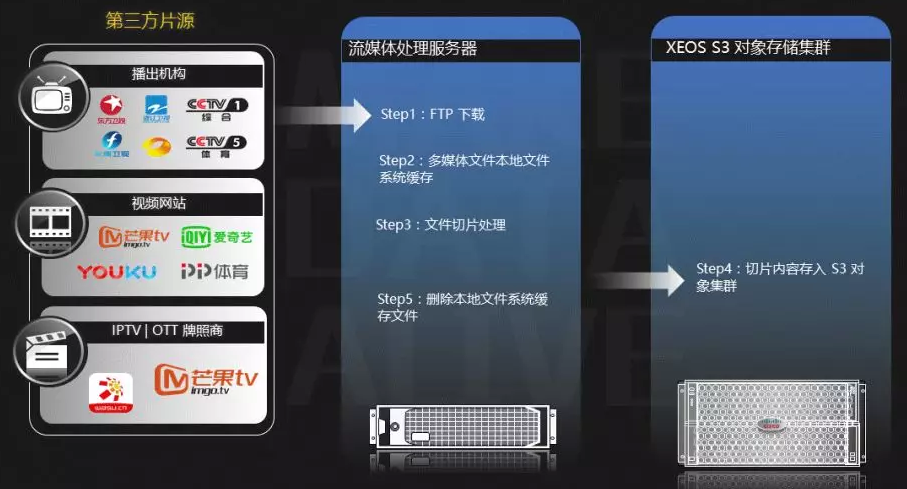 第三方片源
播出机构
东方卫视
浙江卫视
CCTV 1
综合
CCTV 5
体育
视频网站
芒果tv
imgo.tv
iQIYI 爱奇艺
YOUKU
PP体育
IPTV | OTT 牌照商
芒果tv
imgo.tv
流媒体处理服务器
Step1：FTP 下载
Step2：多媒体文件本地文件
系统缓存
Step3：文件切片处理
Step5：删除本地文件系统缓
存文件
XEOS S3 对象存储集群
Step4：切片内容存入 S3 对
象集群